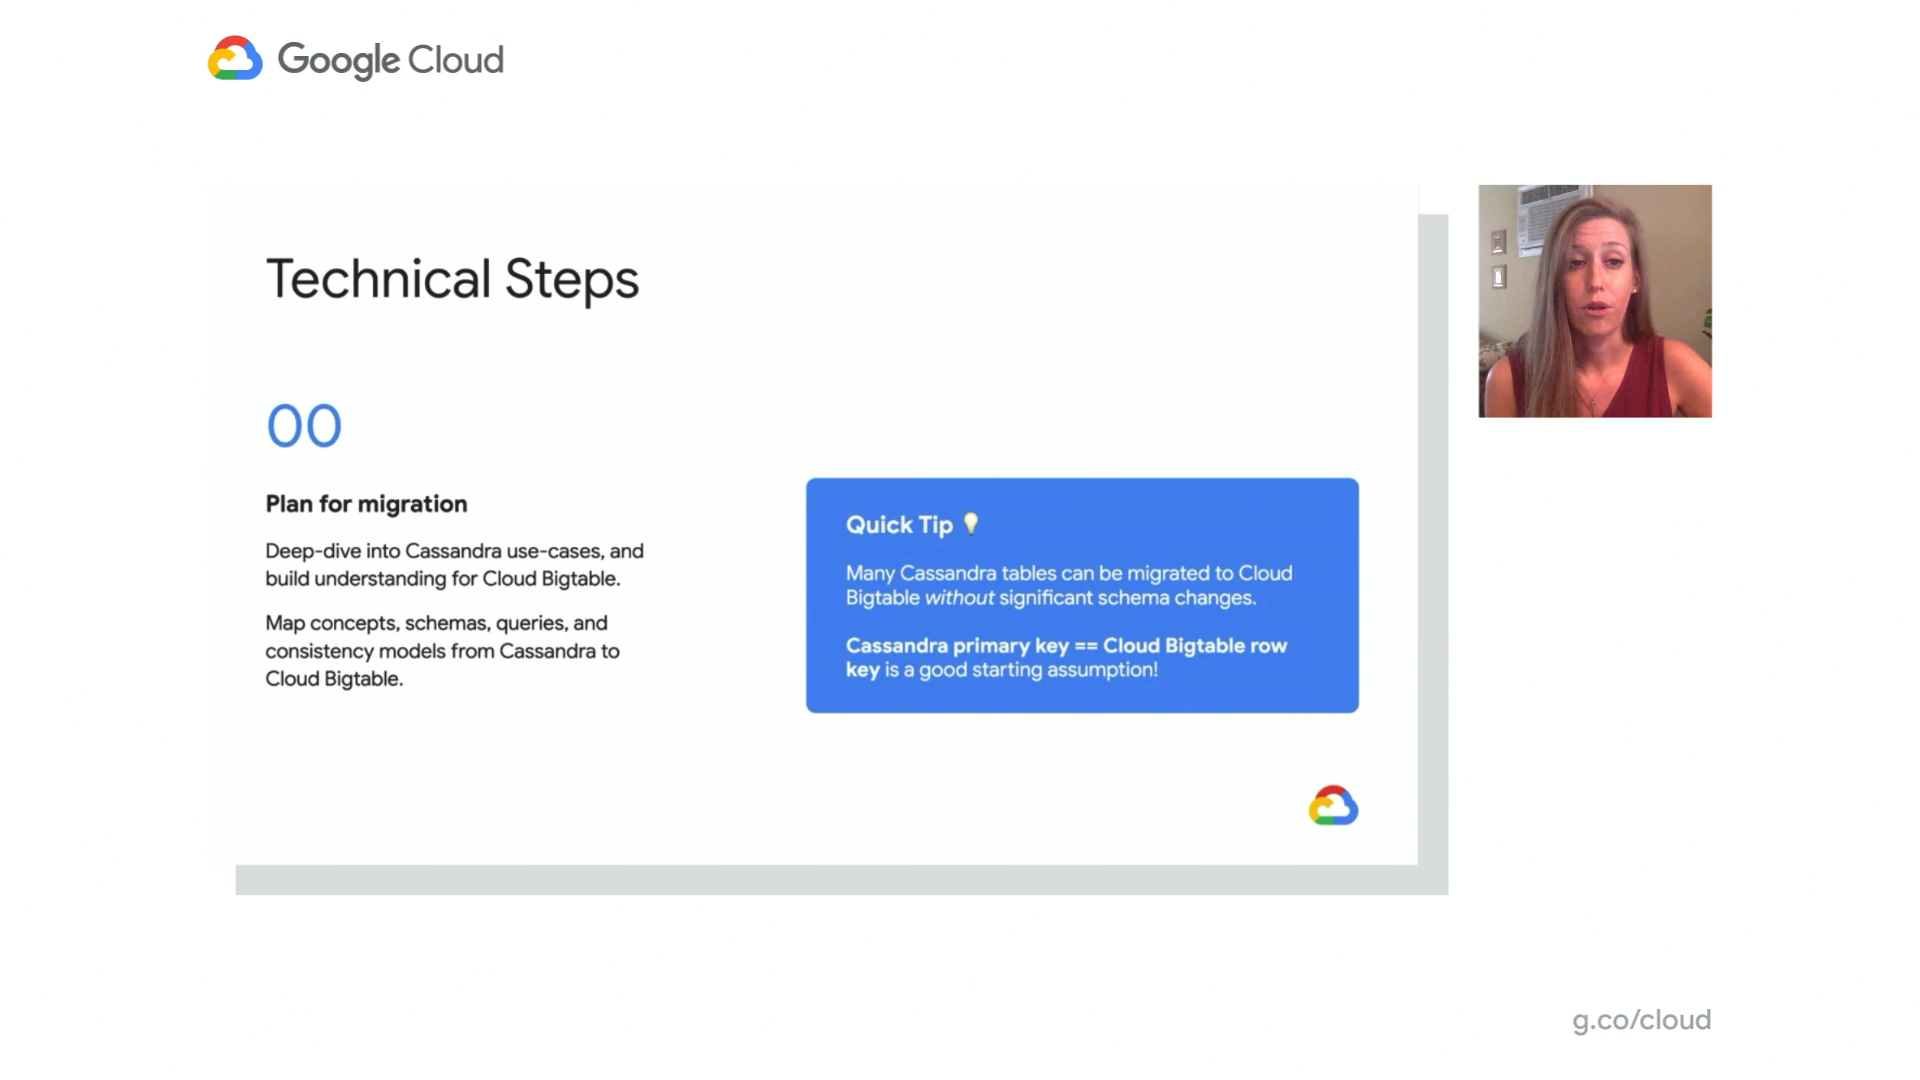 Google Cloud
Technical Steps
00
Plan for migration
Deep-dive into Cassandra use-cases, and
build understanding for Cloud Bigtable.
Map concepts, schemas, queries, and
consistency models from Cassandra to
Cloud Bigtable.
Quick Tip 💡
Many Cassandra tables can be migrated to Cloud
Bigtable without significant schema changes.
Cassandra primary key == Cloud Bigtable row
key is a good starting assumption!
g.co/cloud